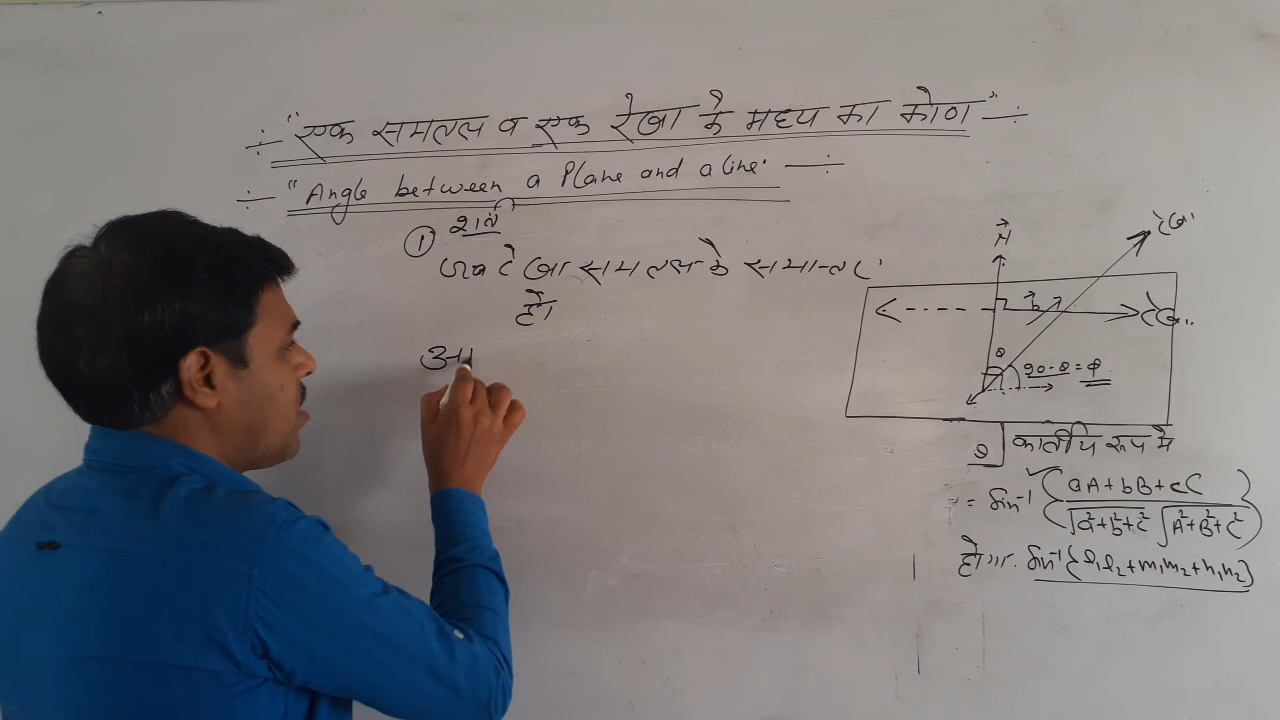 ÷ "एक समतल व एक रेखा के मध्य का कोण" ÷
÷ "Angle between a Plane and a line. ÷
① शर्त
जब रेखा समतल के समान्तर
हो।
N
रेखा
b
रेखा
θ
90-θ=φ
कार्तीय रूप में
= Sin⁻¹ { aA+bB+cC / √a²+b²+c² √A²+B²+C² }
होगा. Sin⁻¹{l₁l₂+m₁m₂+n₁n₂}